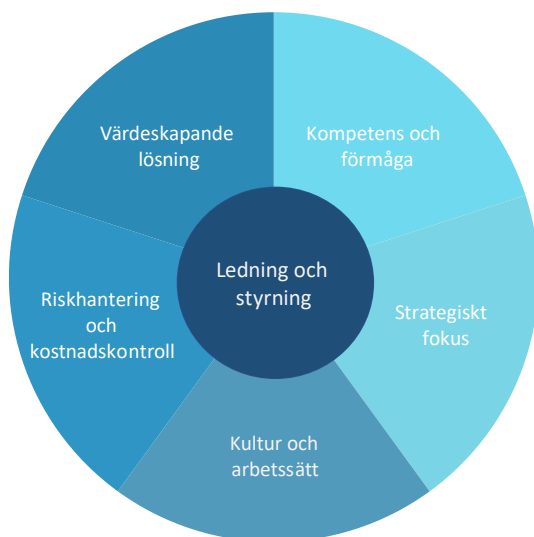 Värdeskapande
lösning
Kompetens och
förmåga
Ledning och
styrning
Riskhantering
och
kostnadskontroll
Strategiskt
fokus
Kultur och
arbetssätt